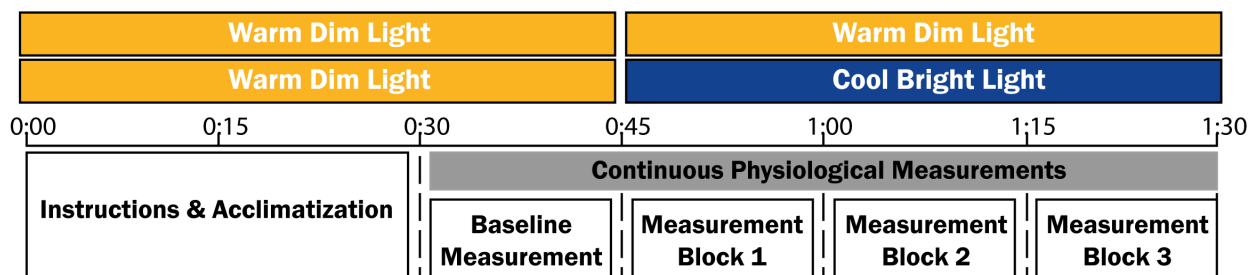 Warm Dim Light Warm Dim Light
Warm Dim Light Cool Bright Light
0:00 0:15 0:30 0:45 1:00 1:15 1:30
Continuous Physiological Measurements
Instructions & Acclimatization
Baseline
Measurement
Measurement
Block 1
Measurement
Block 2
Measurement
Block 3